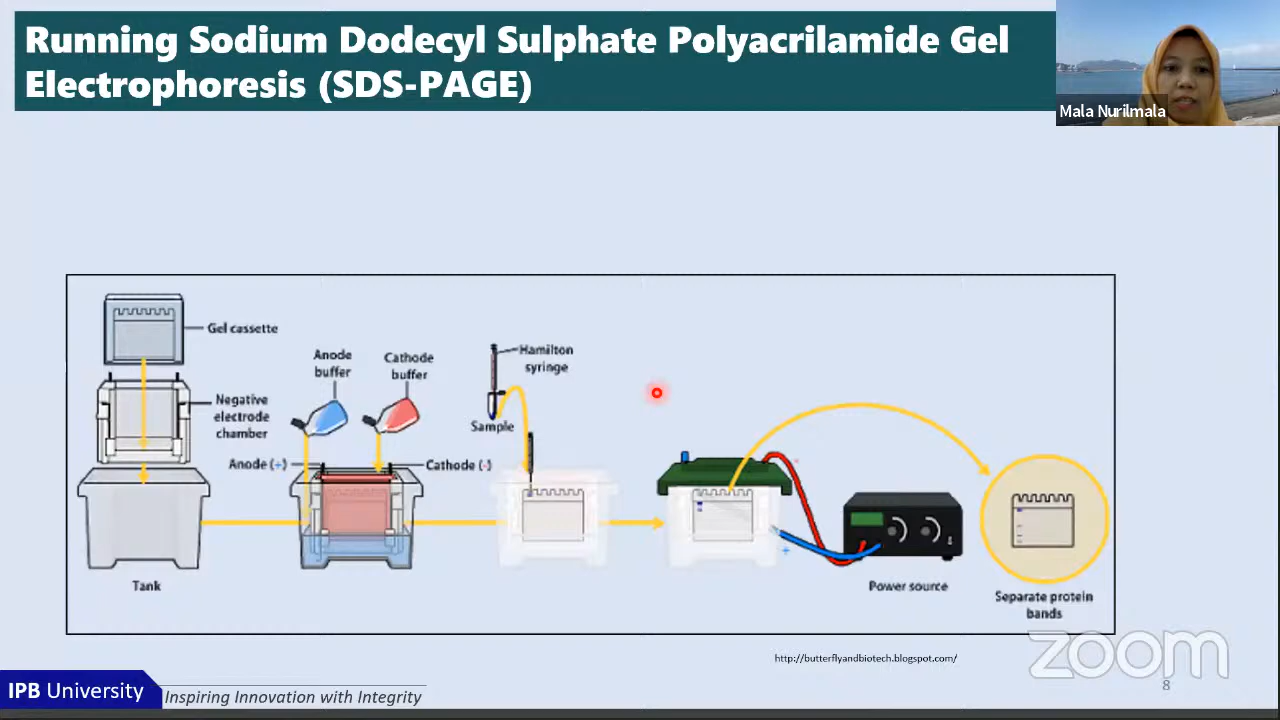 Running Sodium Dodecyl Sulphate Polyacrilamide Gel
Electrophoresis (SDS-PAGE)
Mala Nurilmala
Gel cassette
Negative
electrode
chamber
Tank
Anode
buffer
Cathode
buffer
Anode (+)
Cathode (-)
Hamilton
syringe
Sample
-
+
Power source
Separate protein
bands
http://butterflyandbiotech.blogspot.com/
zoom
8
IPB University
Inspiring Innovation with Integrity